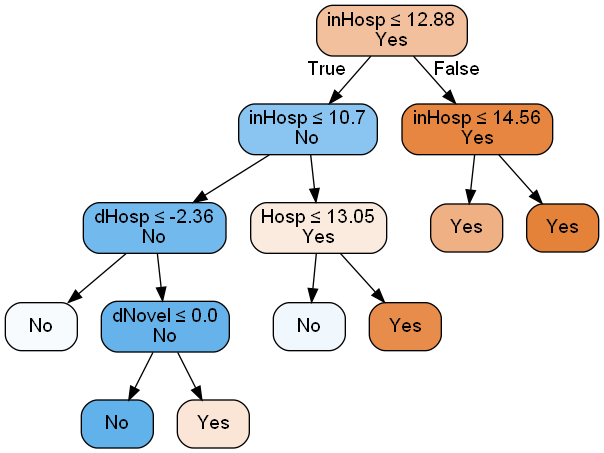 inHosp ≤ 12.88
Yes
True
False
inHosp ≤ 10.7
No
inHosp ≤ 14.56
Yes
dHosp ≤ -2.36
No
Hosp ≤ 13.05
Yes
Yes
Yes
No
dNovel ≤ 0.0
No
No
Yes
No
Yes